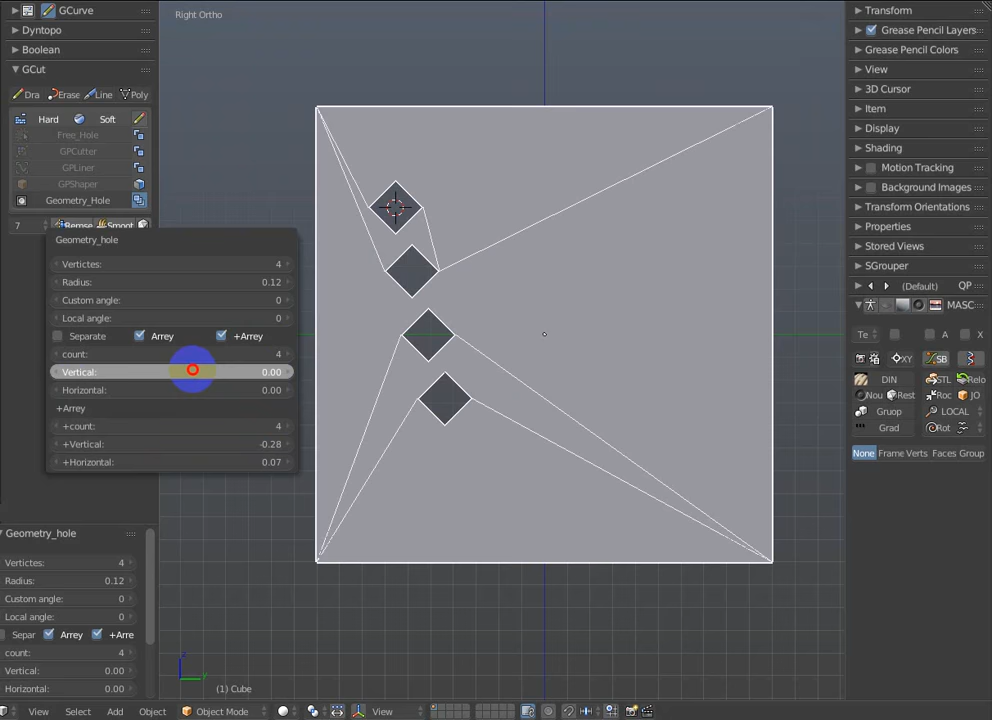 GCurve
Dyntopo
Boolean
GCut
Dra Erase Line Poly
Hard Soft
Free_Hole
GPCutter
GPLiner
GPShaper
Geometry_Hole
7 Bemse Smoot
Geometry_hole
Vertictes: 4
Radius: 0.12
Custom angle: 0
Local angle: 0
Separate Arrey +Arrey
count: 4
Vertical: 0.00
Horizontal: 0.00
+Arrey
+count: 4
+Vertical: -0.28
+Horizontal: 0.07
Geometry_hole
Vertictes: 4
Radius: 0.12
Custom angle: 0
Local angle: 0
Separ Arrey +Arre
count: 4
Vertical: 0.00
Horizontal: 0.00
Right Ortho
z
y
(1) Cube
View Select Add Object Object Mode View
Transform
Grease Pencil Layers
Grease Pencil Colors
View
3D Cursor
Item
Display
Shading
Motion Tracking
Background Images
Transform Orientations
Properties
Stored Views
SGrouper
(Default) QP
MASC
Te A X
XY SB
DIN STL Relo
Nou Rest Roc JO
Gruop LOCAL
Grad Rot
None Frame Verts Faces Group